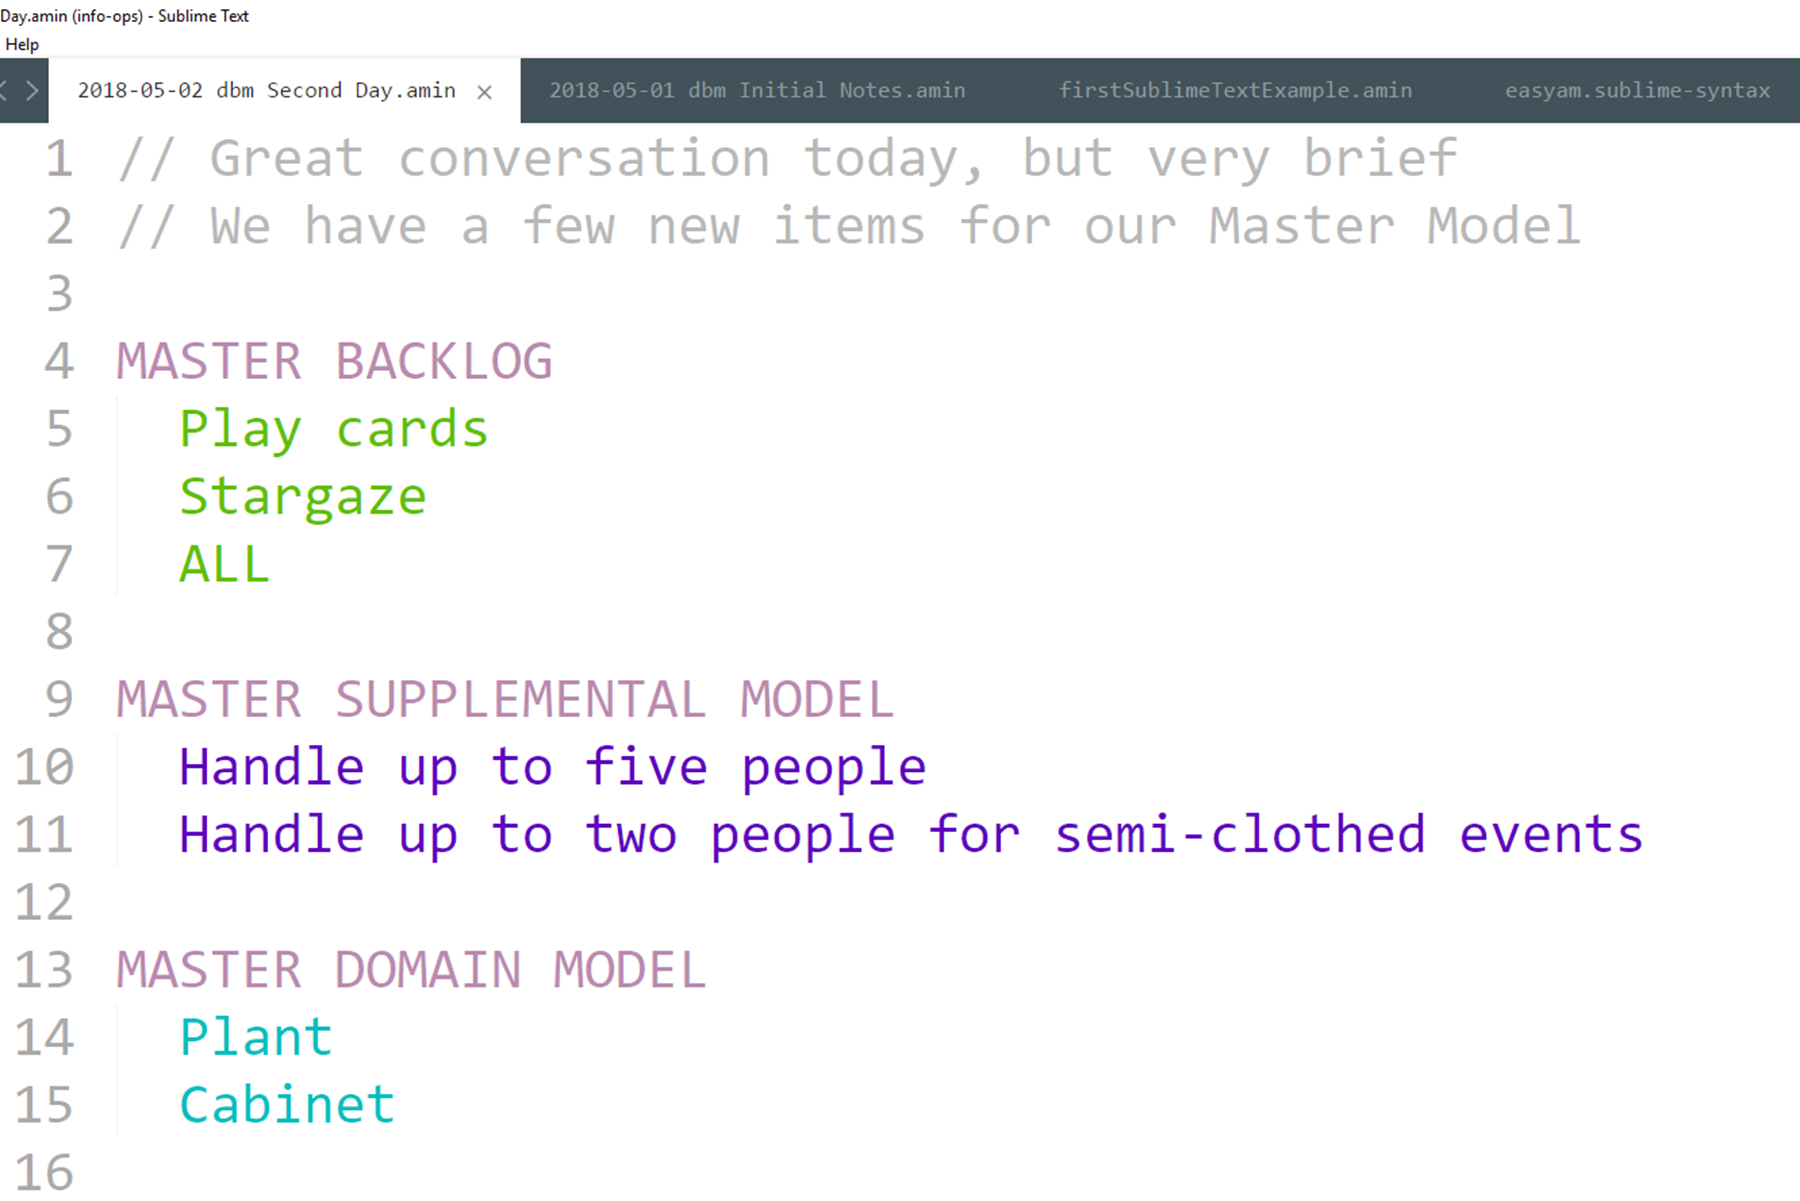 Day.amin (info-ops) - Sublime Text
Help
2018-05-02 dbm Second Day.amin × 2018-05-01 dbm Initial Notes.amin firstSublimeTextExample.amin easyam.sublime-syntax
1 // Great conversation today, but very brief
2 // We have a few new items for our Master Model
3
4 MASTER BACKLOG
5 Play cards
6 Stargaze
7 ALL
8
9 MASTER SUPPLEMENTAL MODEL
10 Handle up to five people
11 Handle up to two people for semi-clothed events
12
13 MASTER DOMAIN MODEL
14 Plant
15 Cabinet
16